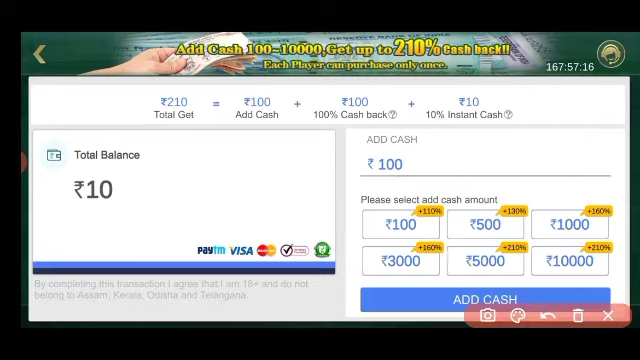 Add Cash 100~10000,Get up to 210% Cash back!!
Each Player can purchase only once.
167:57:16
₹210 = ₹100 + ₹100 + ₹10
Total Get Add Cash 100% Cash back 10% Instant Cash
Total Balance
₹10
paytm VISA
By completing this transaction I agree that I am 18+ and do not
belong to Assam, Kerala, Odisha and Telangana.
ADD CASH
₹ 100
Please select add cash amount
+110% +130% +160%
₹100 ₹500 ₹1000
+160% +210% +210%
₹3000 ₹5000 ₹10000
ADD CASH